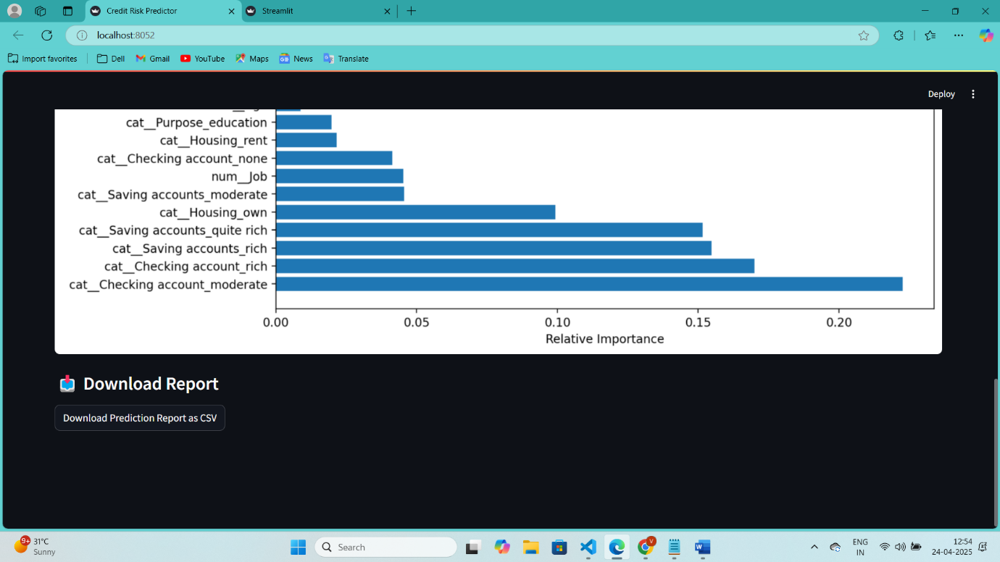 Credit Risk Predictor
Streamlit
localhost:8052
Import favorites
Dell
Gmail
YouTube
Maps
News
Translate
Deploy
cat__Purpose_education
cat__Housing_rent
cat__Checking account_none
num__Job
cat__Saving accounts_moderate
cat__Housing_own
cat__Saving accounts_quite rich
cat__Saving accounts_rich
cat__Checking account_rich
cat__Checking account_moderate
0.00 0.05 0.10 0.15 0.20
Relative Importance
Download Report
Download Prediction Report as CSV
9+
31°C
Sunny
Search
V
W
ENG
IN
12:54
24-04-2025